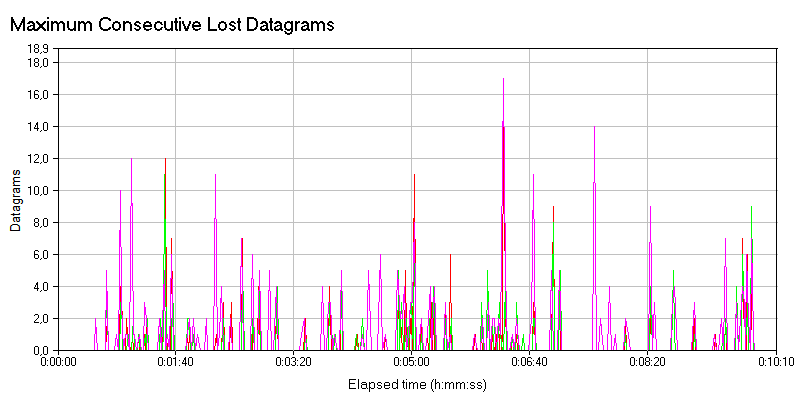 Maximum Consecutive Lost Datagrams
18,9
18,0
16,0
14,0
12,0
10,0
8,0
6,0
4,0
2,0
0,0
Datagrams
0:00:00 0:01:40 0:03:20 0:05:00 0:06:40 0:08:20 0:10:10
Elapsed time (h:mm:ss)